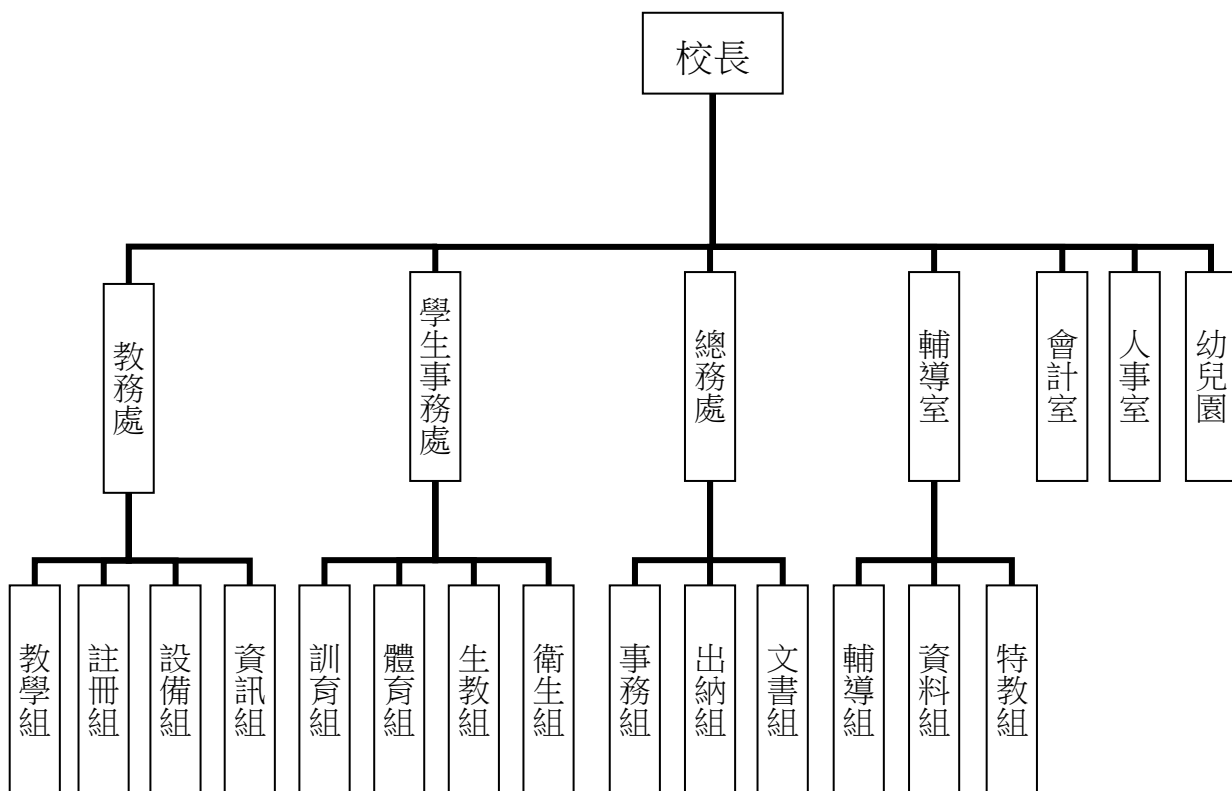 校長
教務處
學生事務處
總務處
輔導室
會計室
人事室
幼兒園
教學組
註冊組
設備組
資訊組
訓育組
體育組
生教組
衛生組
事務組
出納組
文書組
輔導組
資料組
特教組